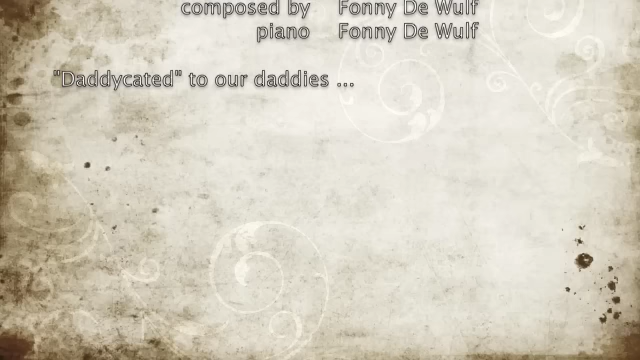 composed by Fonny De Wulf
piano Fonny De Wulf
"Daddycated" to our daddies ...